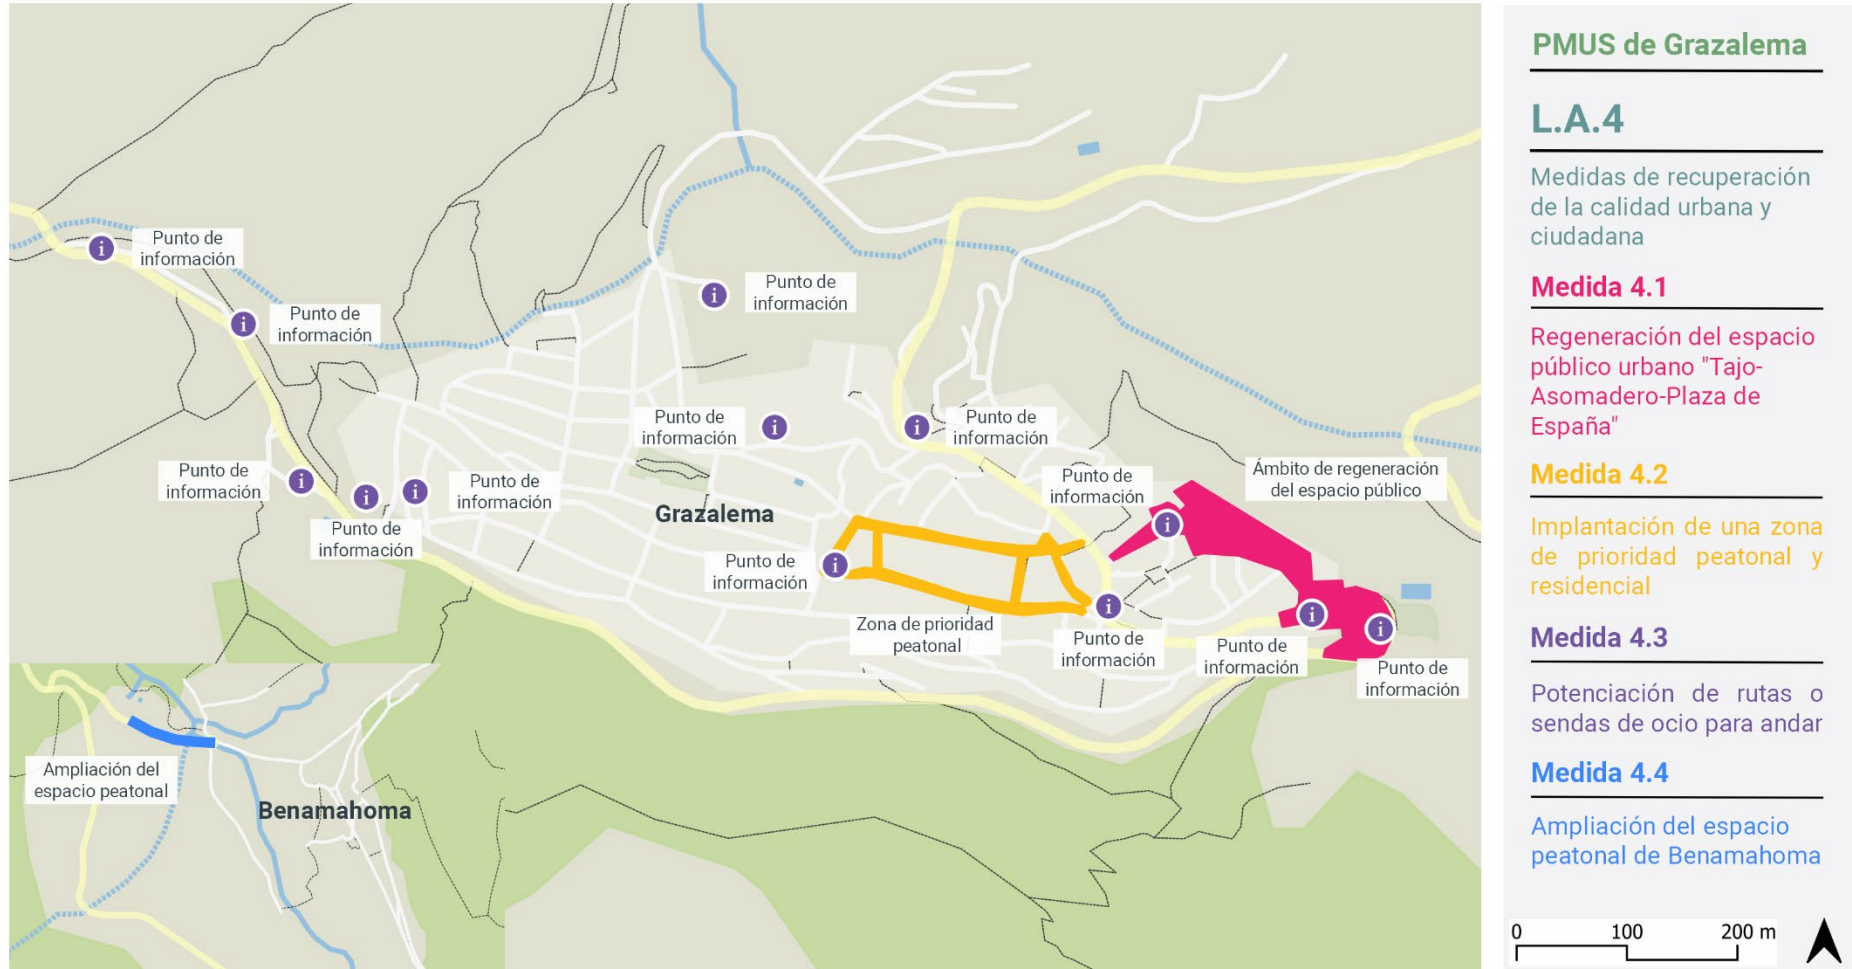 Punto de
información
Punto de
información
Punto de
información
Punto de
información
Punto de
información
Punto de
información
Punto de
información
Ámbito de regeneración
del espacio público
Punto de
información
Punto de
información
Grazalema
Punto de
información
Punto de
información
Zona de prioridad
peatonal
Punto de
información
Punto de
información
Punto de
información
Ampliación del
espacio peatonal
Benamahoma
PMUS de Grazalema
L.A.4
Medidas de recuperación
de la calidad urbana y
ciudadana
Medida 4.1
Regeneración del espacio
público urbano "Tajo-
Asomadero-Plaza de
España"
Medida 4.2
Implantación de una zona
de prioridad peatonal y
residencial
Medida 4.3
Potenciación de rutas o
sendas de ocio para andar
Medida 4.4
Ampliación del espacio
peatonal de Benamahoma
0 100 200 m